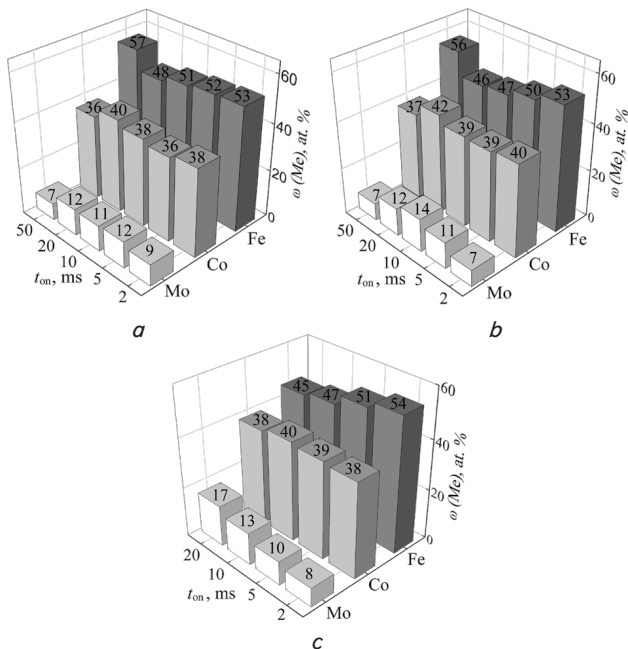 57 48 51 52 53
36 40 38 36 38
7 12 11 12 9
60
40
20
0
ω (Me), at. %
50 20 10 5 2
t on, ms
Mo Co Fe
a
56 46 47 50 53
37 42 39 39 40
7 12 14 11 7
60
40
20
0
ω (Me), at. %
50 20 10 5 2
t on, ms
Mo Co Fe
b
45 47 51 54
38 40 39 38
17 13 10 8
60
40
20
0
ω (Me), at. %
20 10 5 2
t on, ms
Mo Co Fe
c